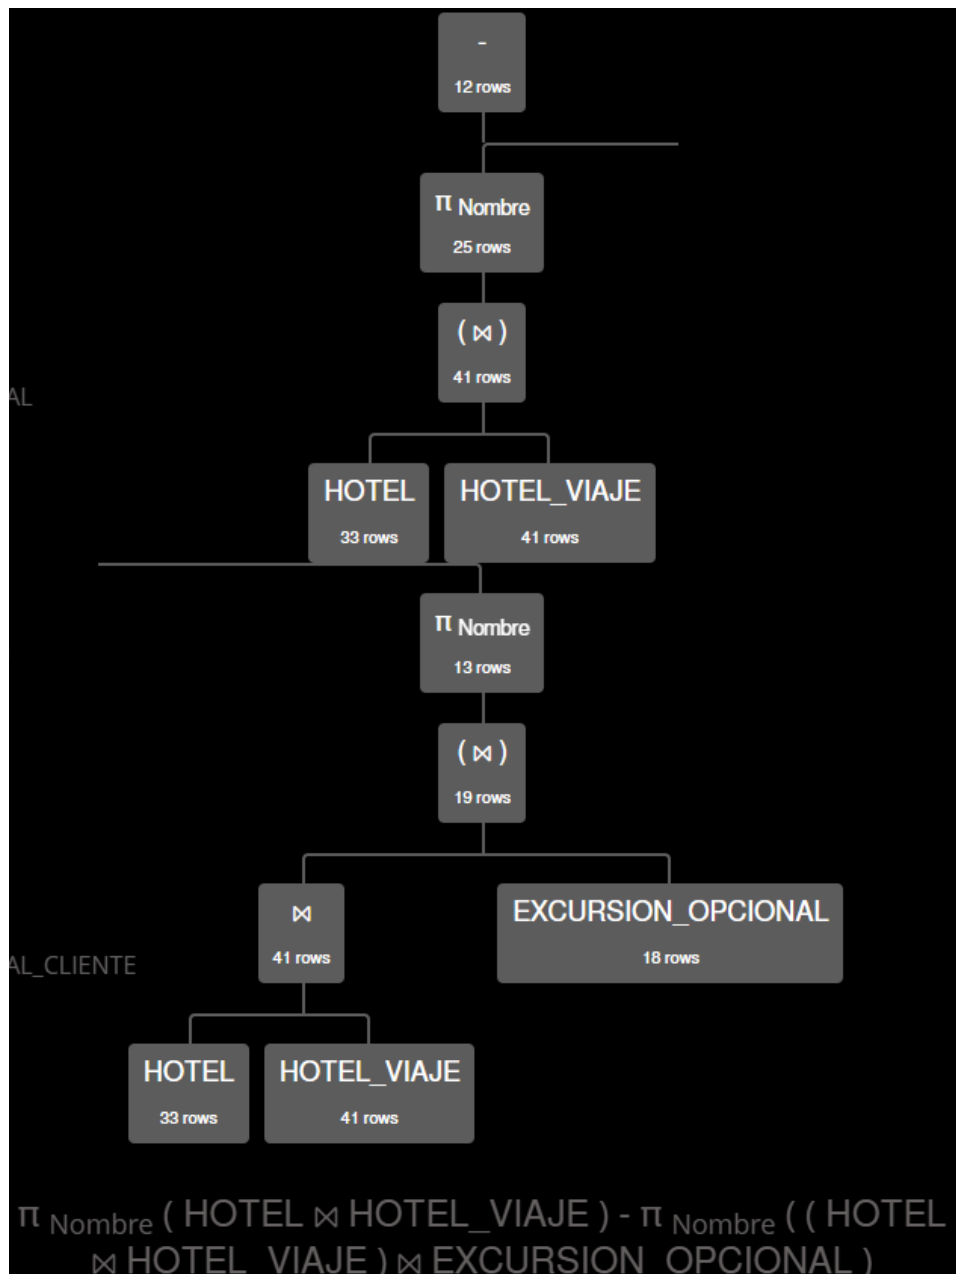 -
12 rows
π Nombre
25 rows
( ⋈ )
41 rows
AL
HOTEL HOTEL_VIAJE
33 rows 41 rows
π Nombre
13 rows
( ⋈ )
19 rows
⋈ EXCURSION_OPCIONAL
41 rows 18 rows
AL_CLIENTE
HOTEL HOTEL_VIAJE
33 rows 41 rows
π Nombre ( HOTEL ⋈ HOTEL_VIAJE ) - π Nombre ( ( HOTEL
⋈ HOTEL_VIAJE ) ⋈ EXCURSION_OPCIONAL )